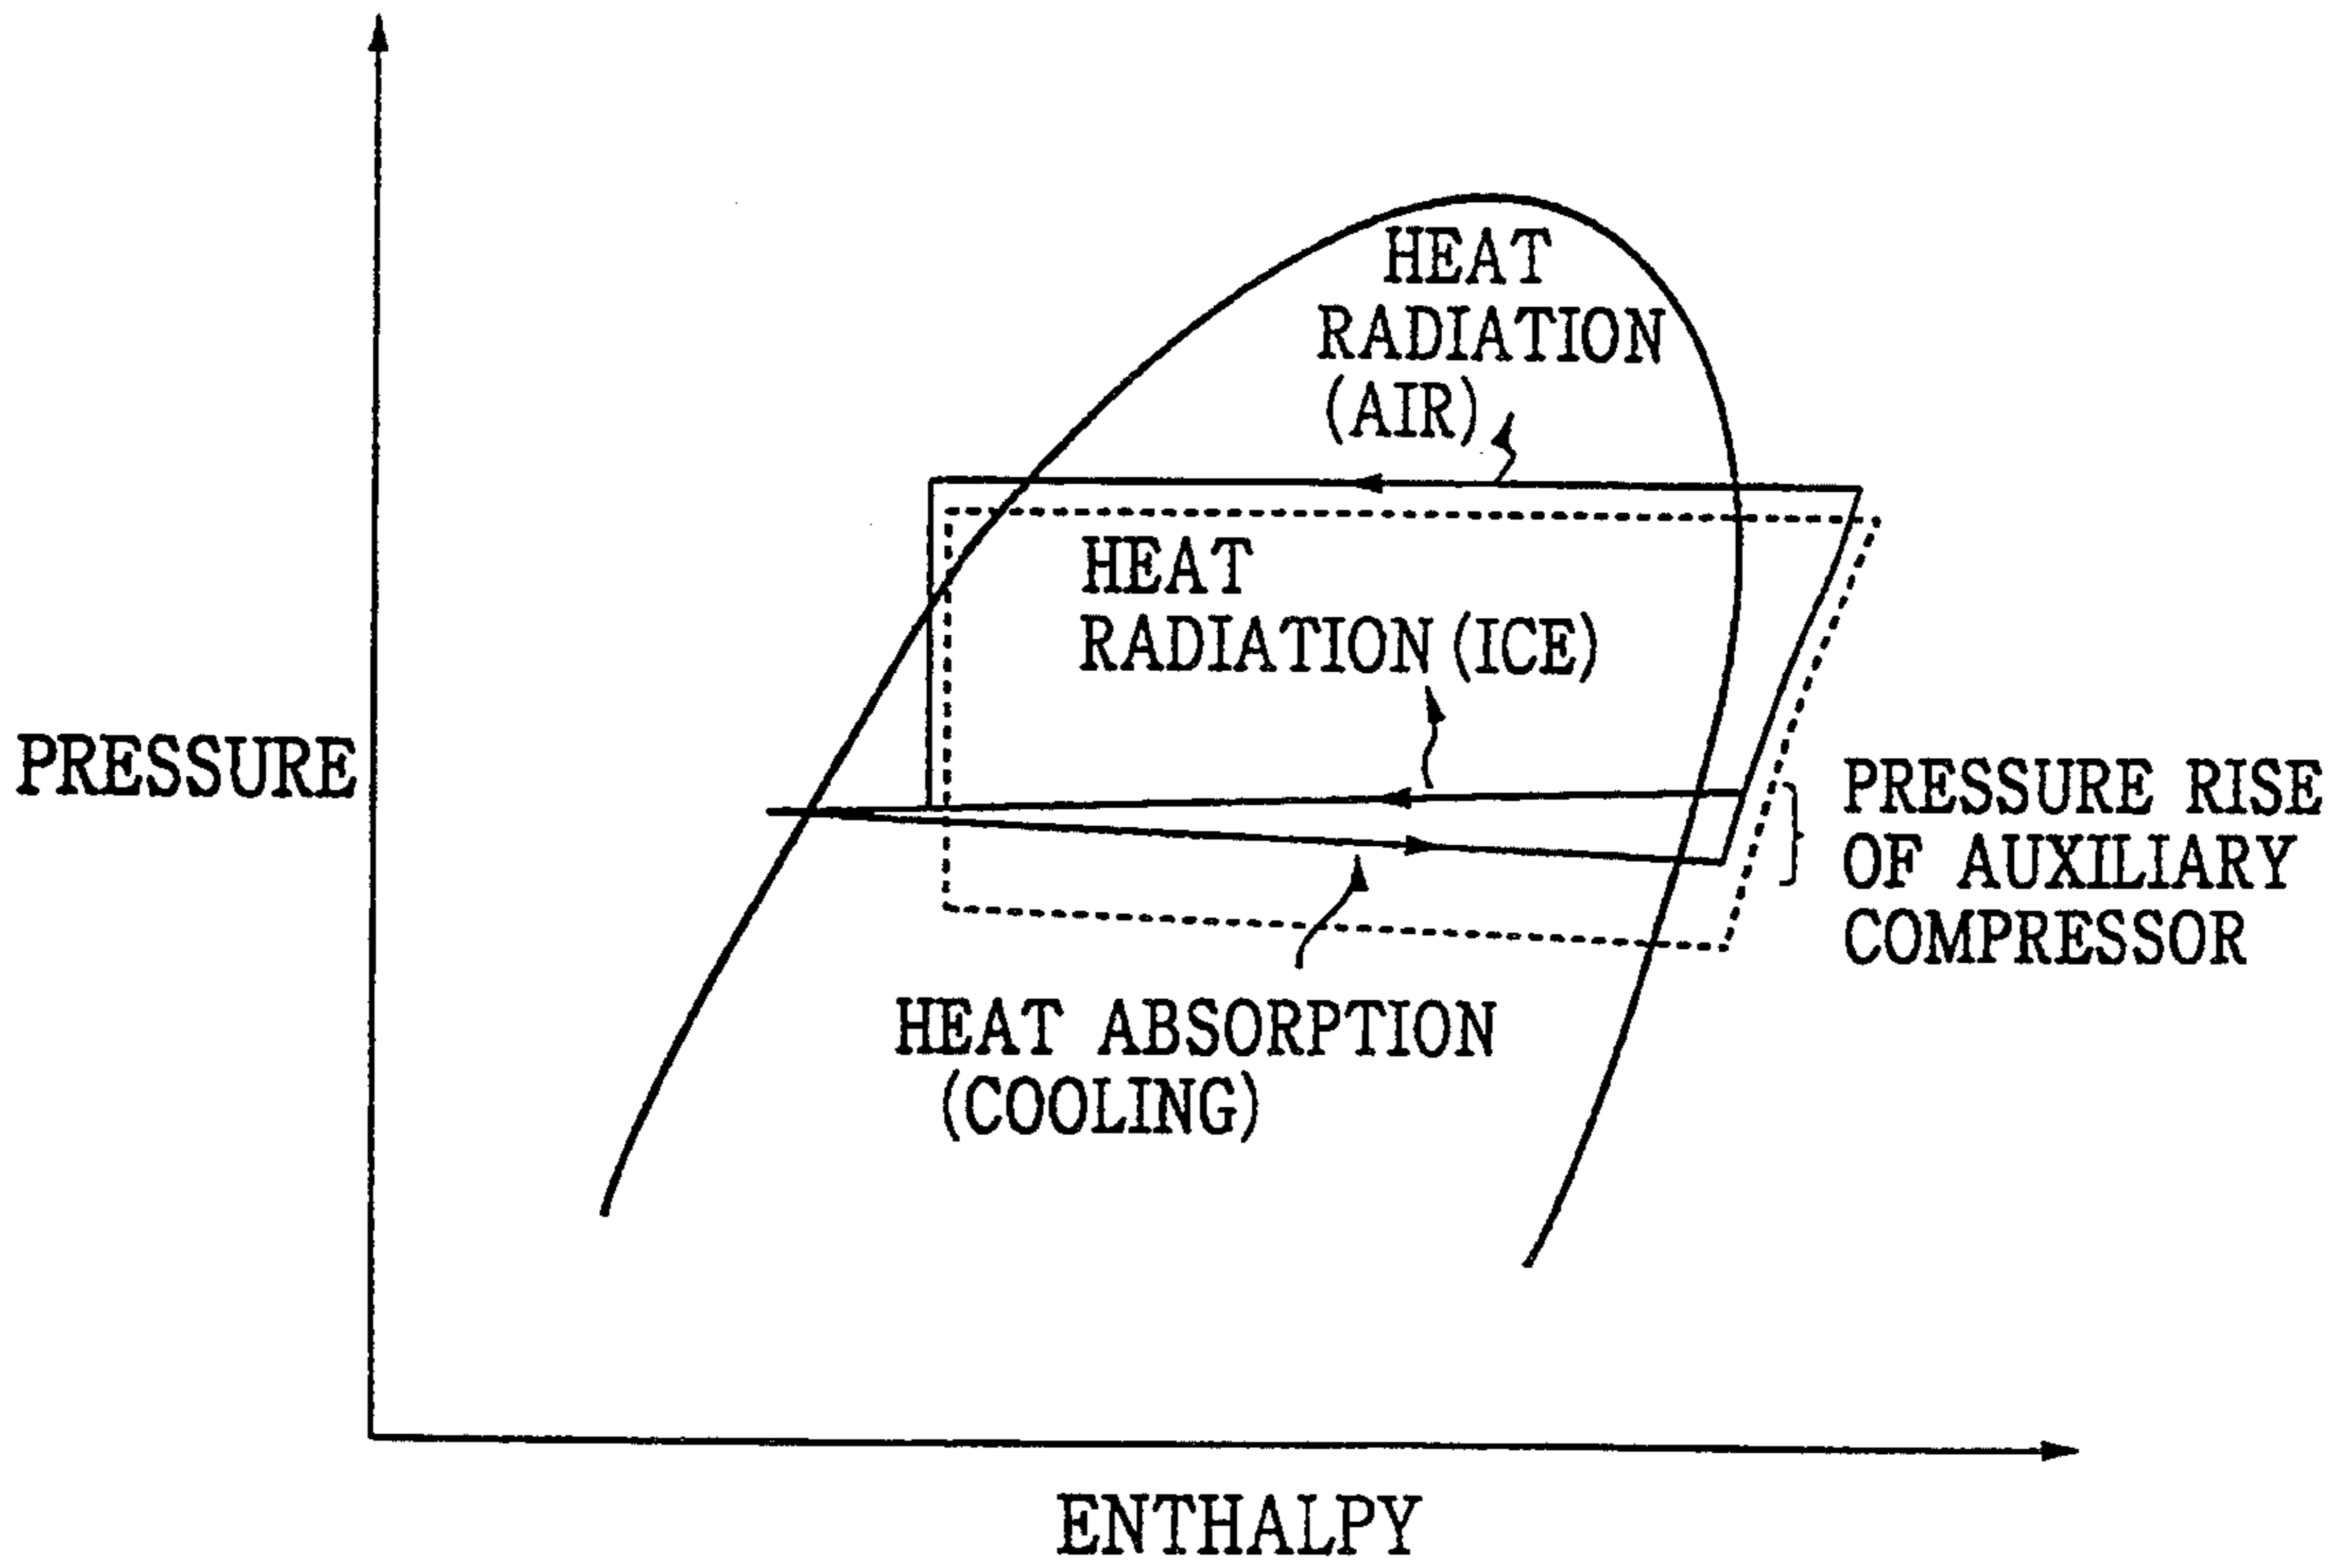 HEAT
RADIATION
(AIR)
HEAT
RADIATION (ICE)
PRESSURE
PRESSURE RISE
OF AUXILIARY
COMPRESSOR
HEAT ABSORPTION
(COOLING)
ENTHALPY